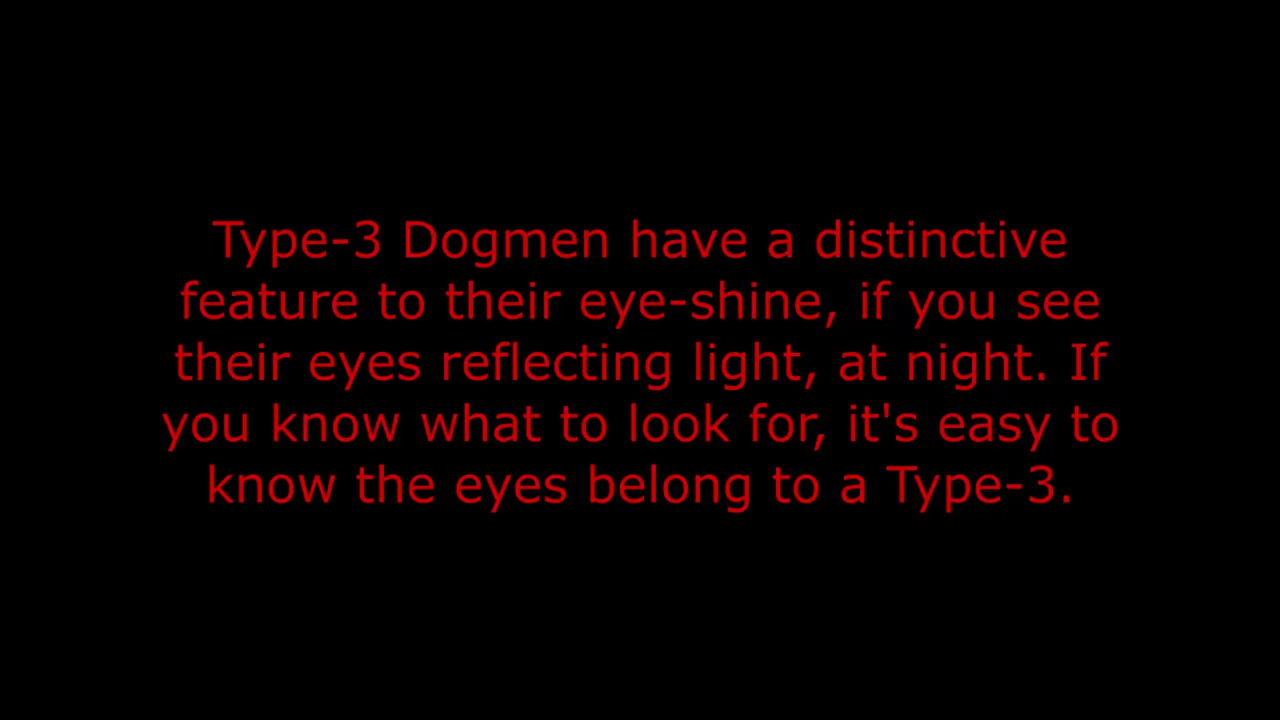 Type-3 Dogmen have a distinctive
feature to their eye-shine, if you see
their eyes reflecting light, at night. If
you know what to look for, it's easy to
know the eyes belong to a Type-3.